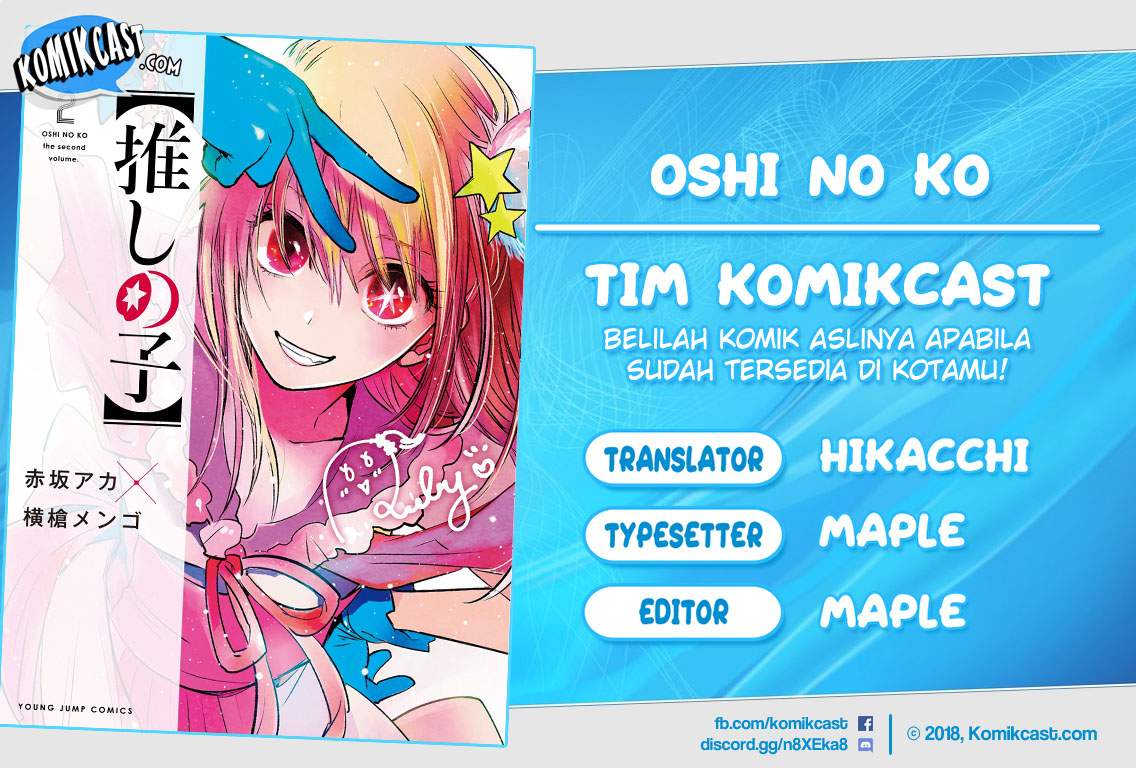 KOMIKCAST.COM
2
OSHI NO KO
the second
volume.
【推しの子】
赤坂アカ×
横槍メンゴ
Ruby
YOUNG JUMP COMICS
OSHI NO KO
TIM KOMIKCAST
BELILAH KOMIK ASLINYA APABILA
SUDAH TERSEDIA DI KOTAMU!
TRANSLATOR HIKACCHI
TYPESETTER MAPLE
EDITOR MAPLE
fb.com/komikcast
discord.gg/n8XEka8
© 2018, Komikcast.com